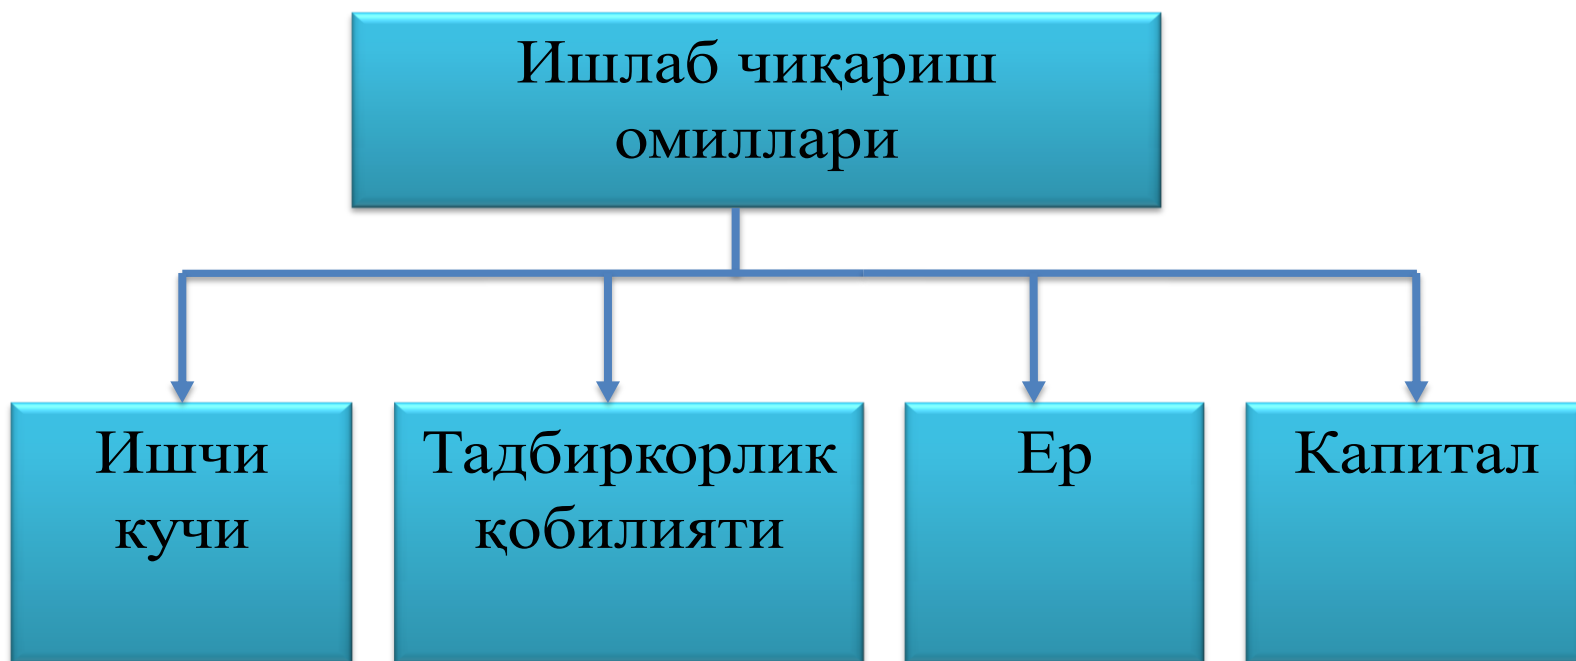 Ишлаб чиқариш
омиллари
Ишчи
кучи
Тадбиркорлик
қобилияти
Ер
Капитал